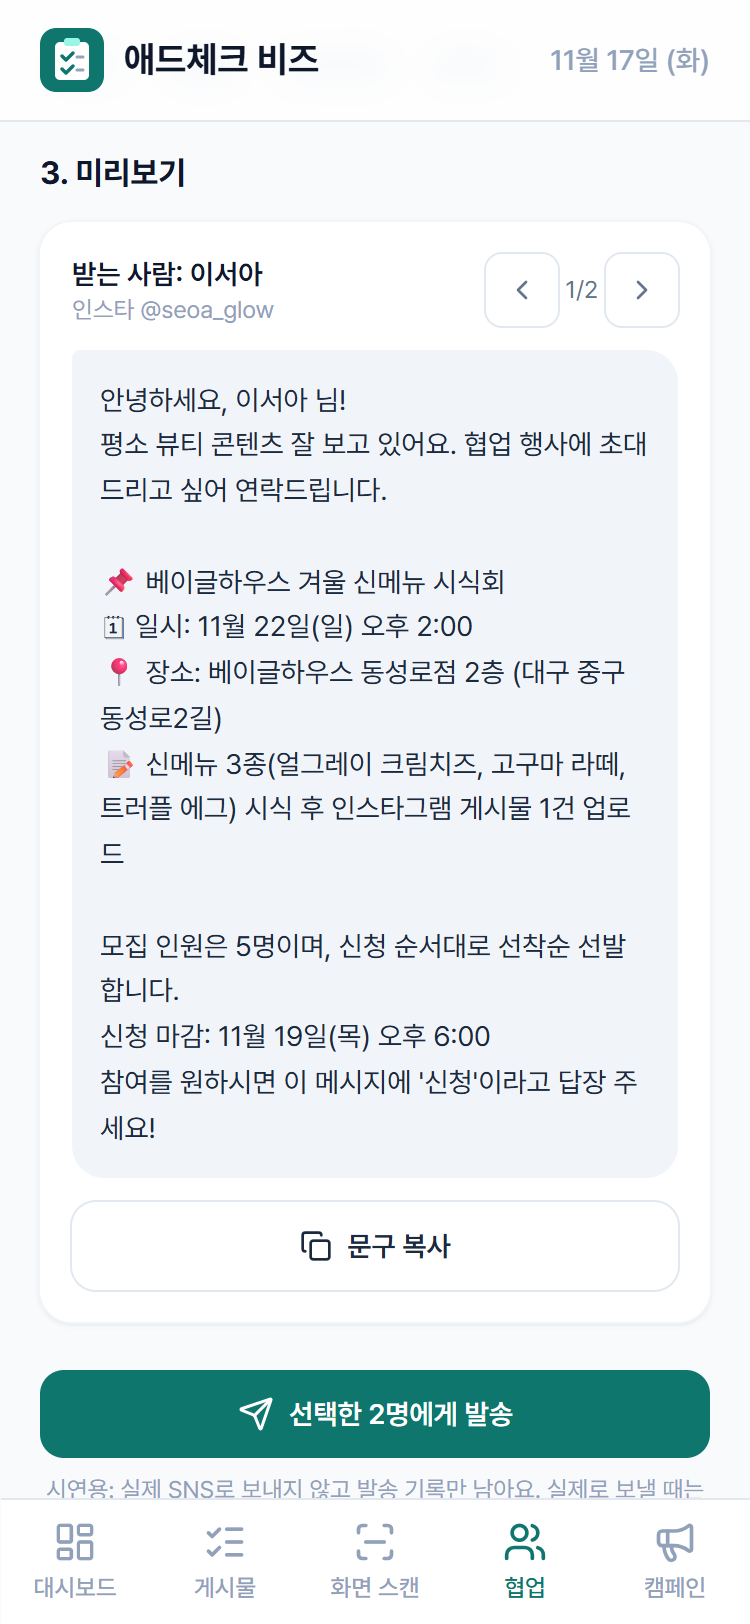 애드체크 비즈
11월 17일 (화)
3. 미리보기
받는 사람: 이서아
인스타 @seoa_glow
1/2
안녕하세요, 이서아 님!
평소 뷰티 콘텐츠 잘 보고 있어요. 협업 행사에 초대
드리고 싶어 연락드립니다.
📌 베이글하우스 겨울 신메뉴 시식회
🗓 일시: 11월 22일(일) 오후 2:00
📍 장소: 베이글하우스 동성로점 2층 (대구 중구
동성로2길)
📝 신메뉴 3종(얼그레이 크림치즈, 고구마 라떼,
트러플 에그) 시식 후 인스타그램 게시물 1건 업로
드
모집 인원은 5명이며, 신청 순서대로 선착순 선발
합니다.
신청 마감: 11월 19일(목) 오후 6:00
참여를 원하시면 이 메시지에 '신청'이라고 답장 주
세요!
문구 복사
선택한 2명에게 발송
시연용: 실제 SNS로 보내지 않고 발송 기록만 남아요. 실제로 보낼 때는
대시보드
게시물
화면 스캔
협업
캠페인